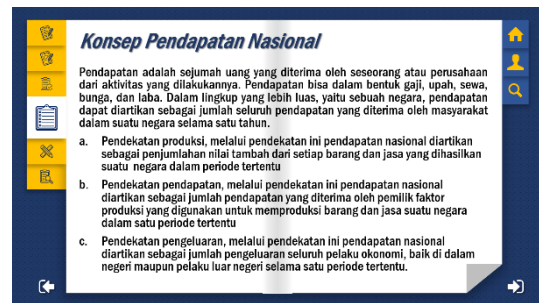 Konsep Pendapatan Nasional
Pendapatan adalah sejumah uang yang diterima oleh seseorang atau perusahaan
dari aktivitas yang dilakukannya. Pendapatan bisa dalam bentuk gaji, upah, sewa,
bunga, dan laba. Dalam lingkup yang lebih luas, yaitu sebuah negara, pendapatan
dapat diartikan sebagai jumlah seluruh pendapatan yang diterima oleh masyarakat
dalam suatu negara selama satu tahun.
a. Pendekatan produksi, melalui pendekatan ini pendapatan nasional diartikan
sebagai penjumlahan nilai tambah dari setiap barang dan jasa yang dihasilkan
suatu negara dalam periode tertentu
b. Pendekatan pendapatan, melalui pendekatan ini pendapatan nasional
diartikan sebagai jumlah pendapatan yang diterima oleh pemilik faktor
produksi yang digunakan untuk memproduksi barang dan jasa suatu negara
dalam satu periode tertentu
c. Pendekatan pengeluaran, melalui pendekatan ini pendapatan nasional
diartikan sebagai jumlah pengeluaran seluruh pelaku okonomi, baik di dalam
negeri maupun pelaku luar negeri selama satu periode tertentu.